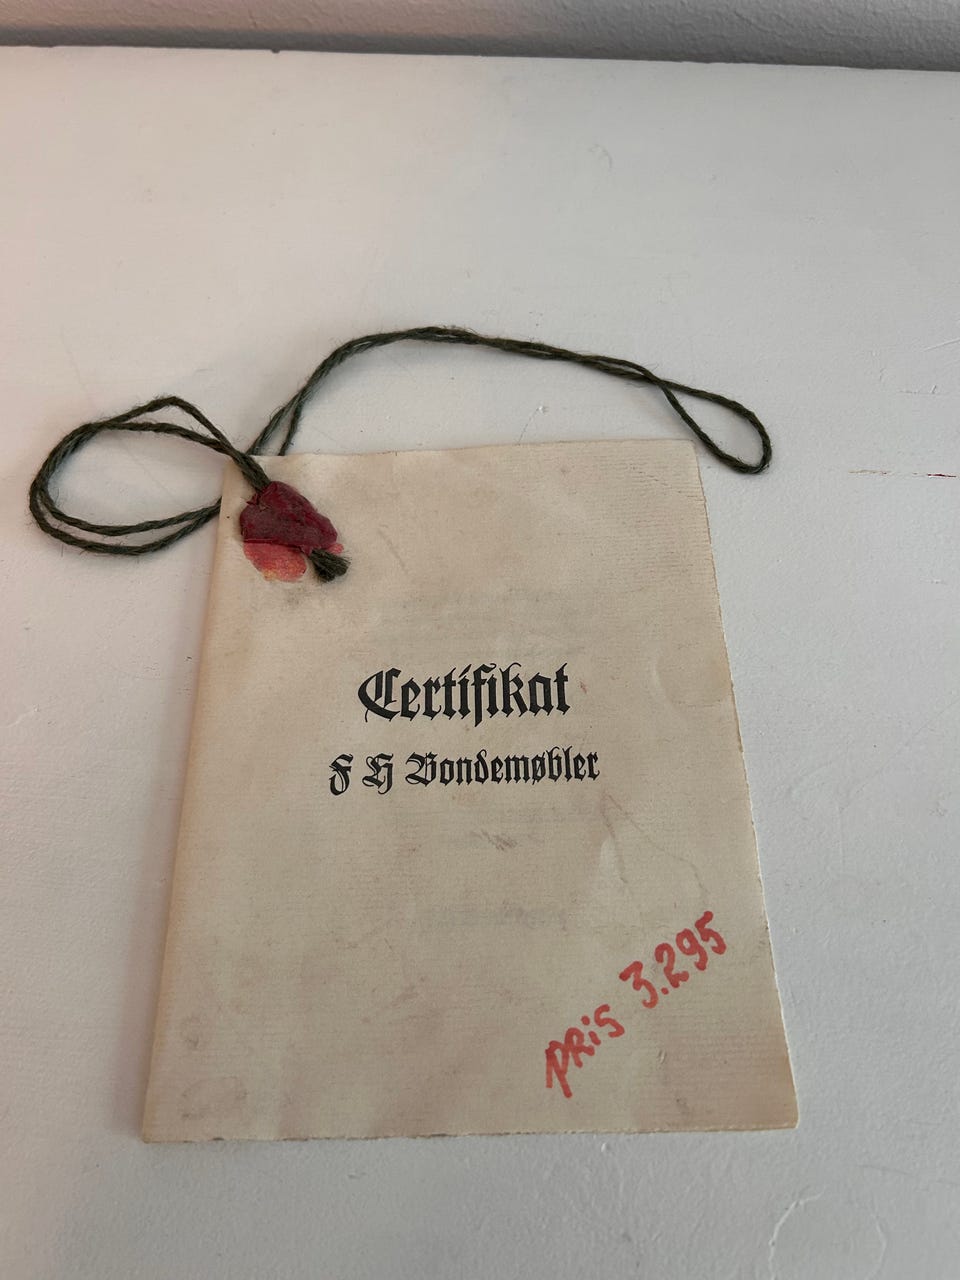 Certifikat
F H Bondemøbler
PRiS 3.295